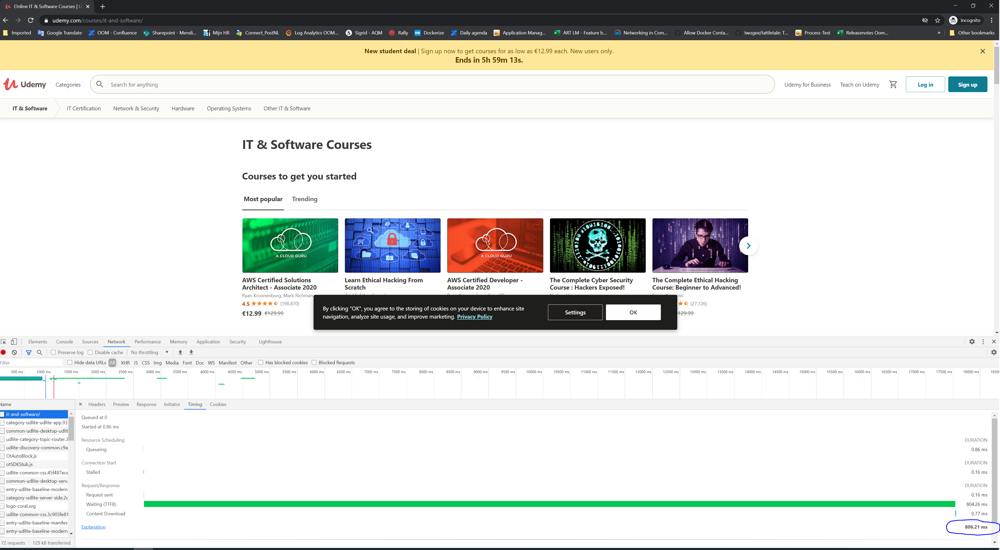 Online IT & Software Courses | U
udemy.com/courses/it-and-software/
Incognito
Imported Google Translate OOM - Confluence Sharepoint - Mendi... Mijn HR Connect_PostNL Log Analytics OOM... Sigrid - AQM Rally Dockerize Daily agenda Application Manag... ART LM - Feature b... Networking in Com... Allow Docker Conta... twogee/tattletale: T... Process-Test Releasenotes Oom... » Other bookmarks
New student deal | Sign up now to get courses for as low as €12.99 each. New users only.
Ends in 5h 59m 13s.
Udemy Categories Search for anything Udemy for Business Teach on Udemy Log in Sign up
IT & Software IT Certification Network & Security Hardware Operating Systems Other IT & Software
IT & Software Courses
Courses to get you started
Most popular Trending
A CLOUD GURU
A CLOUD GURU
AWS Certified Solutions Architect - Associate 2020
Ryan Kroonenburg, Mark Richman
4.5 (198,870)
€12.99 €129.99
Learn Ethical Hacking From Scratch
AWS Certified Developer - Associate 2020
The Complete Cyber Security Course : Hackers Exposed!
The Complete Ethical Hacking Course: Beginner to Advanced!
(27,726)
129.99
By clicking “OK”, you agree to the storing of cookies on your device to enhance site
navigation, analyze site usage, and improve marketing. Privacy Policy
Settings OK
Elements Console Sources Network Performance Memory Application Security Lighthouse
Preserve log Disable cache No throttling
Filter Hide data URLs All XHR JS CSS Img Media Font Doc WS Manifest Other Has blocked cookies Blocked Requests
500 ms 1000 ms 1500 ms 2000 ms 2500 ms 3000 ms 3500 ms 4000 ms 4500 ms 5000 ms 5500 ms 6000 ms 6500 ms 7000 ms 7500 ms 8000 ms 8500 ms 9000 ms 9500 ms 10000 ms 10500 ms 11000 ms 11500 ms 12000 ms 12500 ms 13000 ms 13500 ms 14000 ms 14500 ms 15000 ms 15500 ms 16000 ms 16500 ms 17000 ms 17500 ms 18000 ms 1850
Name
it-and-software/
category-udlite-udlite-app.93
common-udlite-desktop-udlit
udlite-category-topic-router.3
udlite-discovery-common.c9a
OtAutoBlock.js
otSDKStub.js
udlite-common-css.45f487ece
common-udlite-desktop-serv.
entry-udlite-baseline-modern
category-udlite-server-side.2c
logo-coral.svg
udlite-common-css.3c903fe81
entry-udlite-baseline-manifes
entry-udlite-baseline-modern
72 requests 129 kB transferred
Headers Preview Response Initiator Timing Cookies
Queued at 0
Started at 0.86 ms
Resource Scheduling DURATION
Queueing 0.86 ms
Connection Start DURATION
Stalled 0.16 ms
Request/Response DURATION
Request sent 0.16 ms
Waiting (TTFB) 804.26 ms
Content Download 0.77 ms
Explanation 806.21 ms